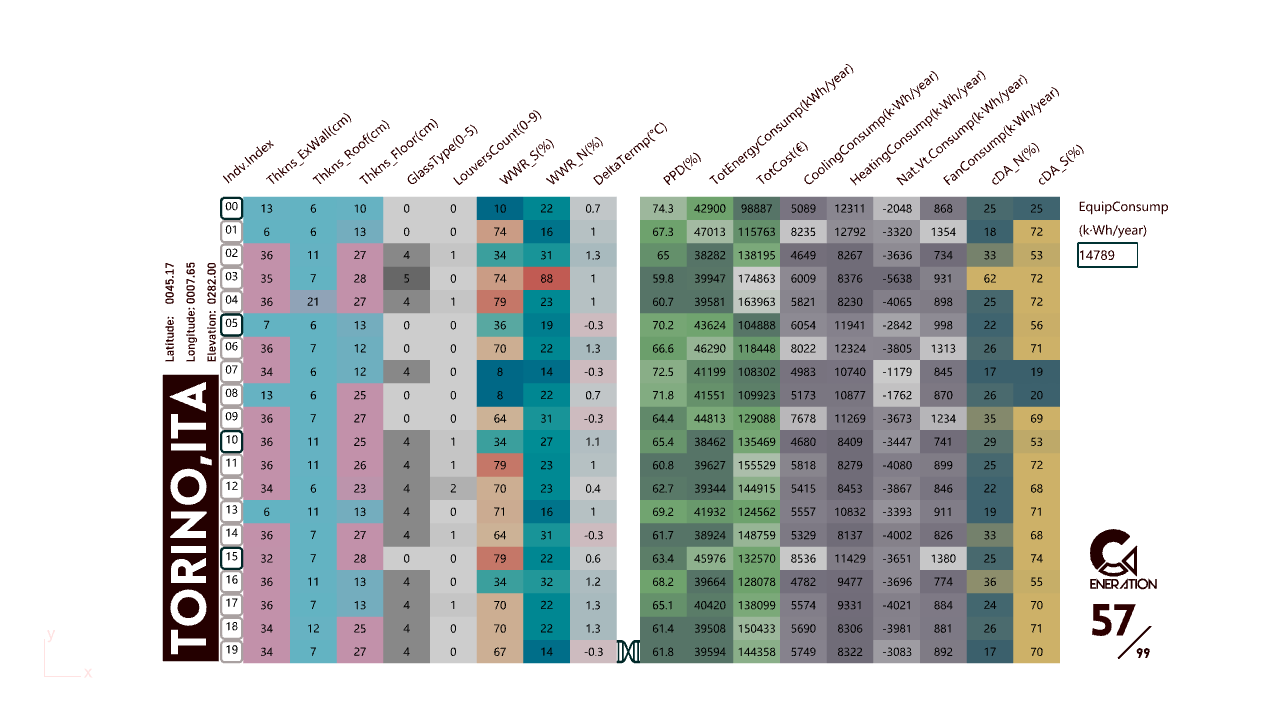 Indv.Index Thkns_ExWall(cm) Thkns_Roof(cm) Thkns_Floor(cm) GlassType(0-5) LouversCount(0-9) WWR_S(%) WWR_N(%) DeltaTermp(°C) PPD(%) TotEnergyConsump(kWh/year) TotCost(€) CoolingConsump(k·Wh/year) HeatingConsump(k·Wh/year) Nat.Vt.Consump(k·Wh/year) FanConsump(k·Wh/year) cDA_N(%) cDA_S(%)
00 13 6 10 0 0 10 22 0.7 74.3 42900 98887 5089 12311 -2048 868 25 25
01 6 6 13 0 0 74 16 1 67.3 47013 115763 8235 12792 -3320 1354 18 72
02 36 11 27 4 1 34 31 1.3 65 38282 138195 4649 8267 -3636 734 33 53
03 35 7 28 5 0 74 88 1 59.8 39947 174863 6009 8376 -5638 931 62 72
04 36 21 27 4 1 79 23 1 60.7 39581 163963 5821 8230 -4065 898 25 72
05 7 6 13 0 0 36 19 -0.3 70.2 43624 104888 6054 11941 -2842 998 22 56
06 36 7 12 0 0 70 22 1.3 66.6 46290 118448 8022 12324 -3805 1313 26 71
07 34 6 12 4 0 8 14 -0.3 72.5 41199 108302 4983 10740 -1179 845 17 19
08 13 6 25 0 0 8 22 0.7 71.8 41551 109923 5173 10877 -1762 870 26 20
09 36 7 27 0 0 64 31 -0.3 64.4 44813 129088 7678 11269 -3673 1234 35 69
10 36 11 25 4 1 34 27 1.1 65.4 38462 135469 4680 8409 -3447 741 29 53
11 36 11 26 4 1 79 23 1 60.8 39627 155529 5818 8279 -4080 899 25 72
12 34 6 23 4 2 70 23 0.4 62.7 39344 144915 5415 8453 -3867 846 22 68
13 6 11 13 4 0 71 16 1 69.2 41932 124562 5557 10832 -3393 911 19 71
14 36 7 27 4 1 64 31 -0.3 61.7 38924 148759 5329 8137 -4002 826 33 68
15 32 7 28 0 0 79 22 0.6 63.4 45976 132570 8536 11429 -3651 1380 25 74
16 36 11 13 4 0 34 32 1.2 68.2 39664 128078 4782 9477 -3696 774 36 55
17 36 7 13 4 1 70 22 1.3 65.1 40420 138099 5574 9331 -4021 884 24 70
18 34 12 25 4 0 70 22 1.3 61.4 39508 150433 5690 8306 -3981 881 26 71
19 34 7 27 4 0 67 14 -0.3 61.8 39594 144358 5749 8322 -3083 892 17 70
EquipConsump
(k·Wh/year)
14789
Latitude: 0045.17
Longitude: 0007.65
Elevation: 0282.00
TORINO,ITA
ENERATION
57/99
y
x